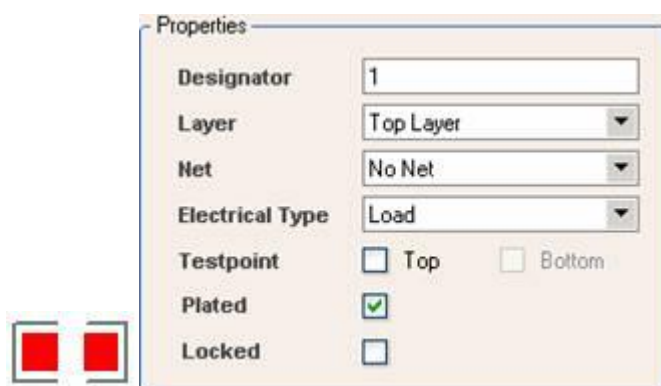 Properties
Designator 1
Layer Top Layer
Net No Net
Electrical Type Load
Testpoint Top Bottom
Plated
Locked